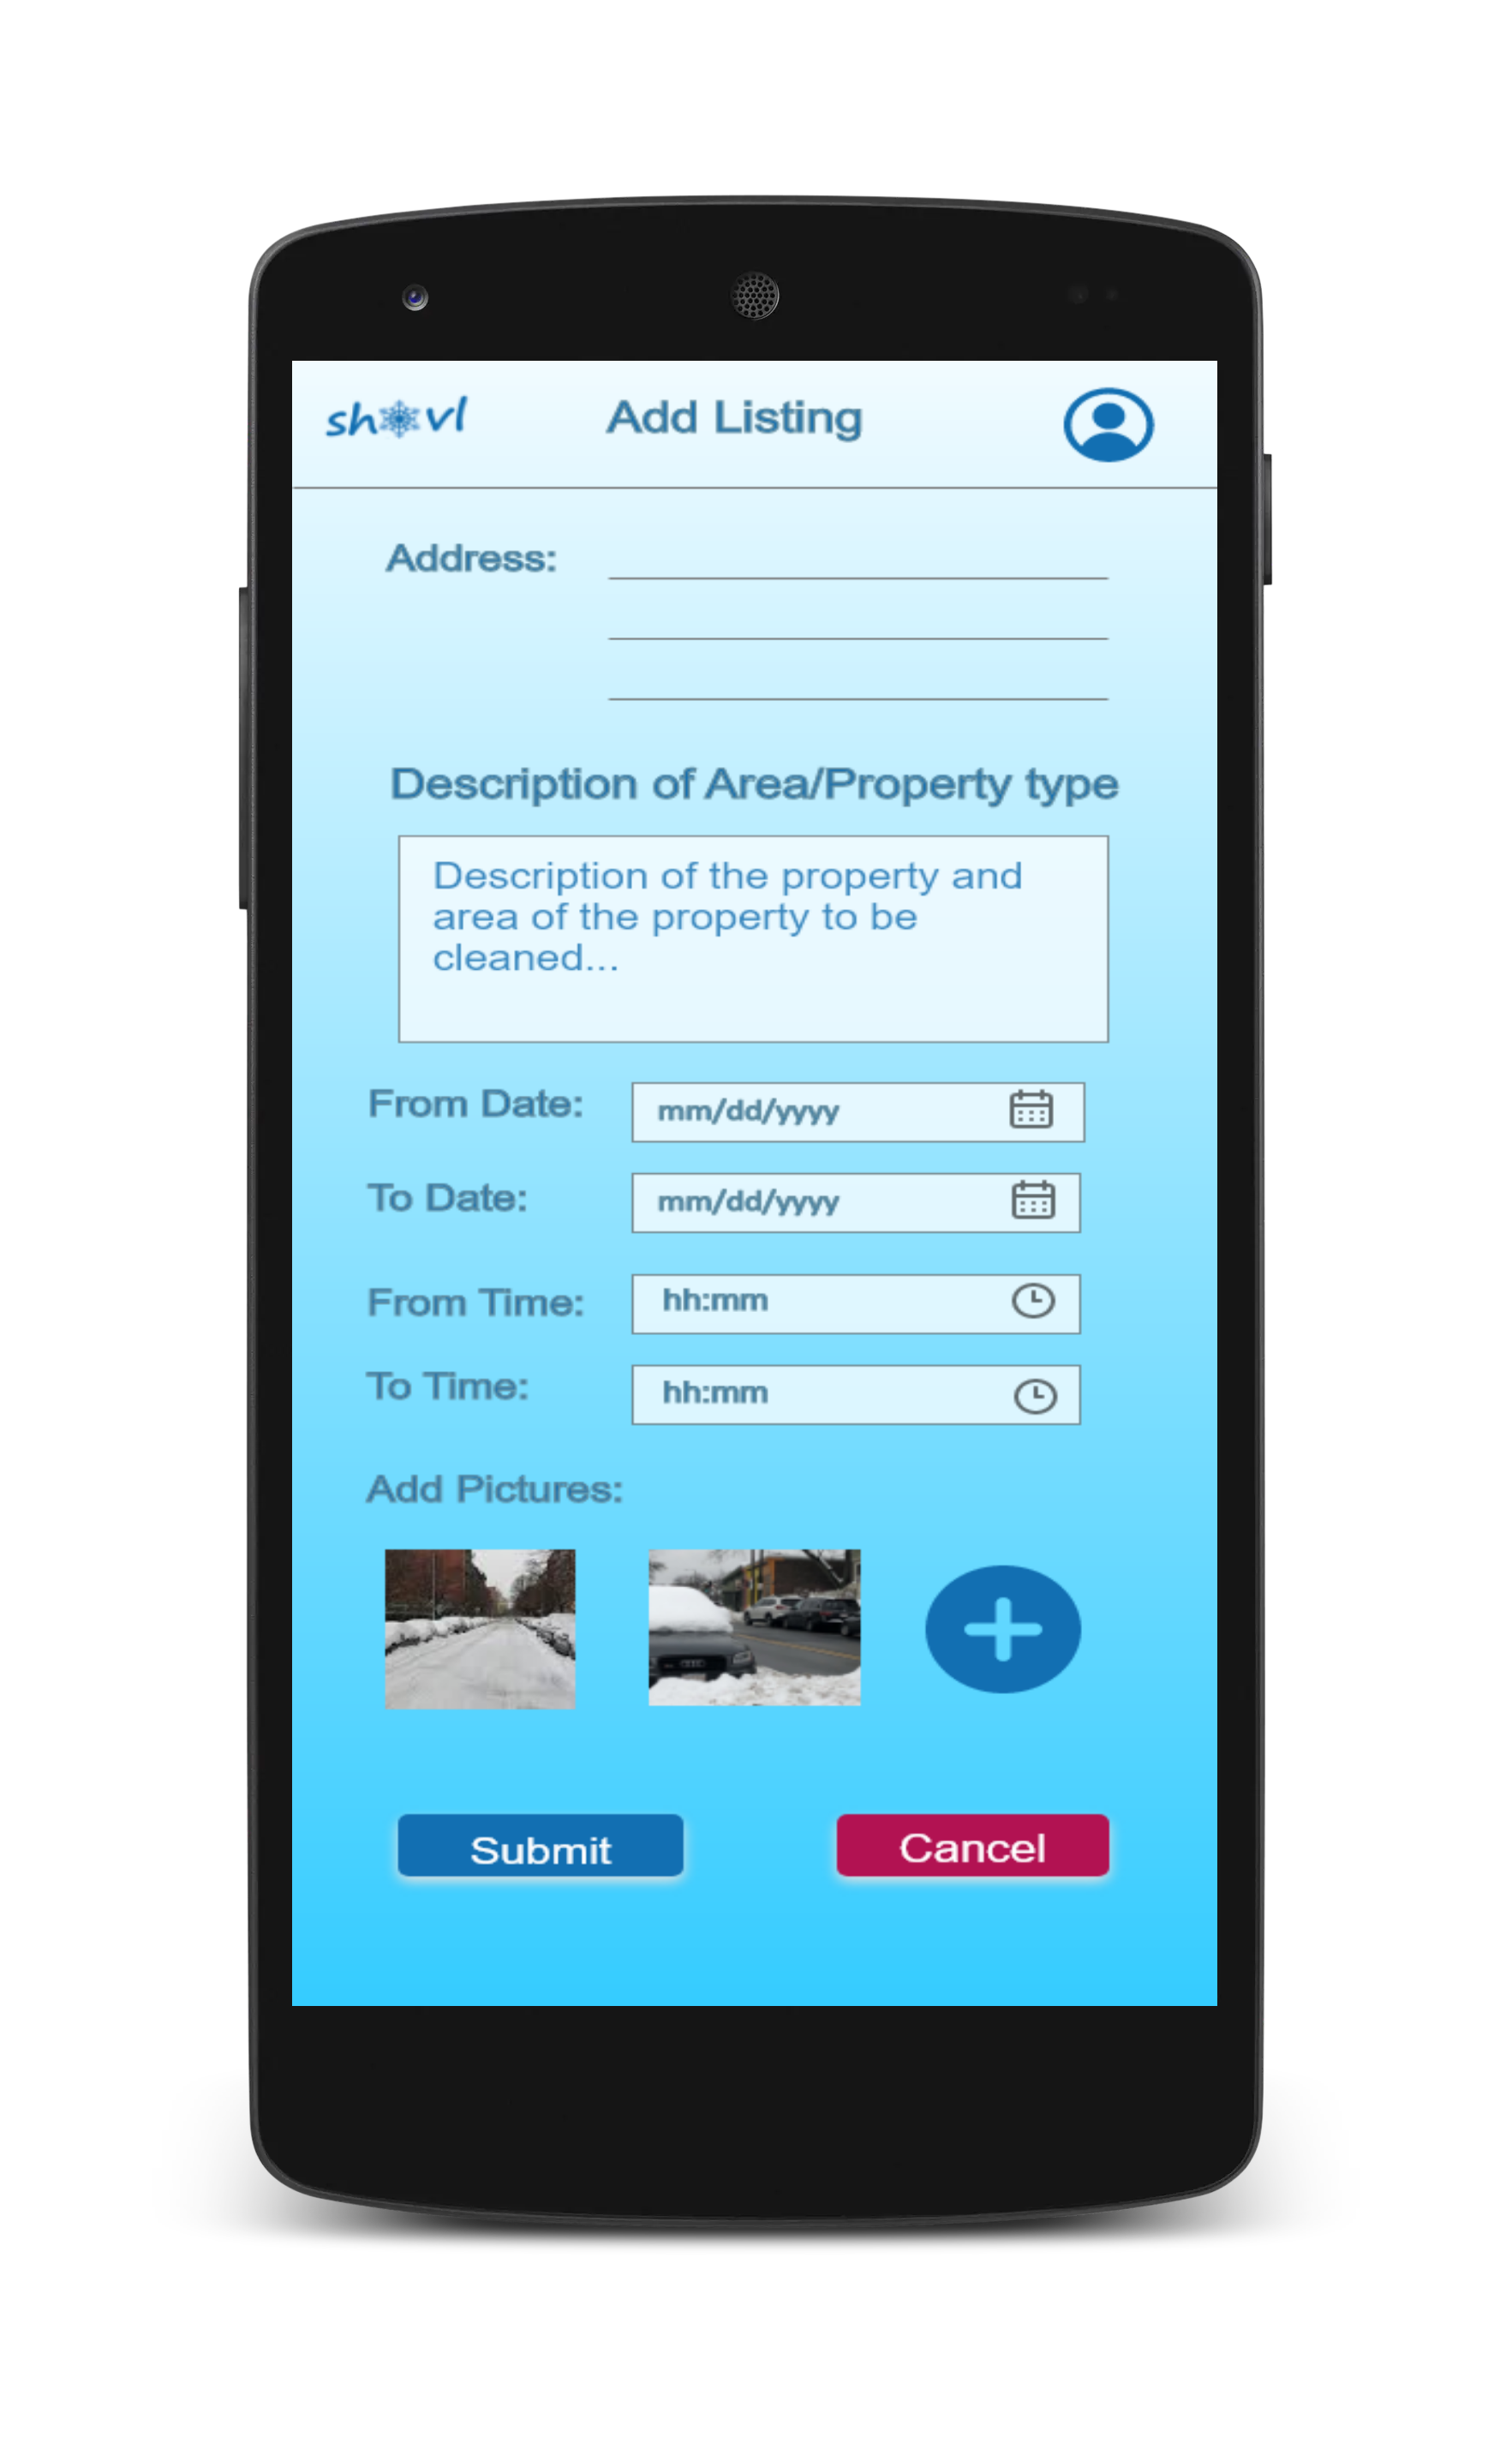 shovl
Add Listing
Address:
Description of Area/Property type
Description of the property and
area of the property to be
cleaned...
From Date:
mm/dd/yyyy
To Date:
mm/dd/yyyy
From Time:
hh:mm
To Time:
hh:mm
Add Pictures:
Submit
Cancel